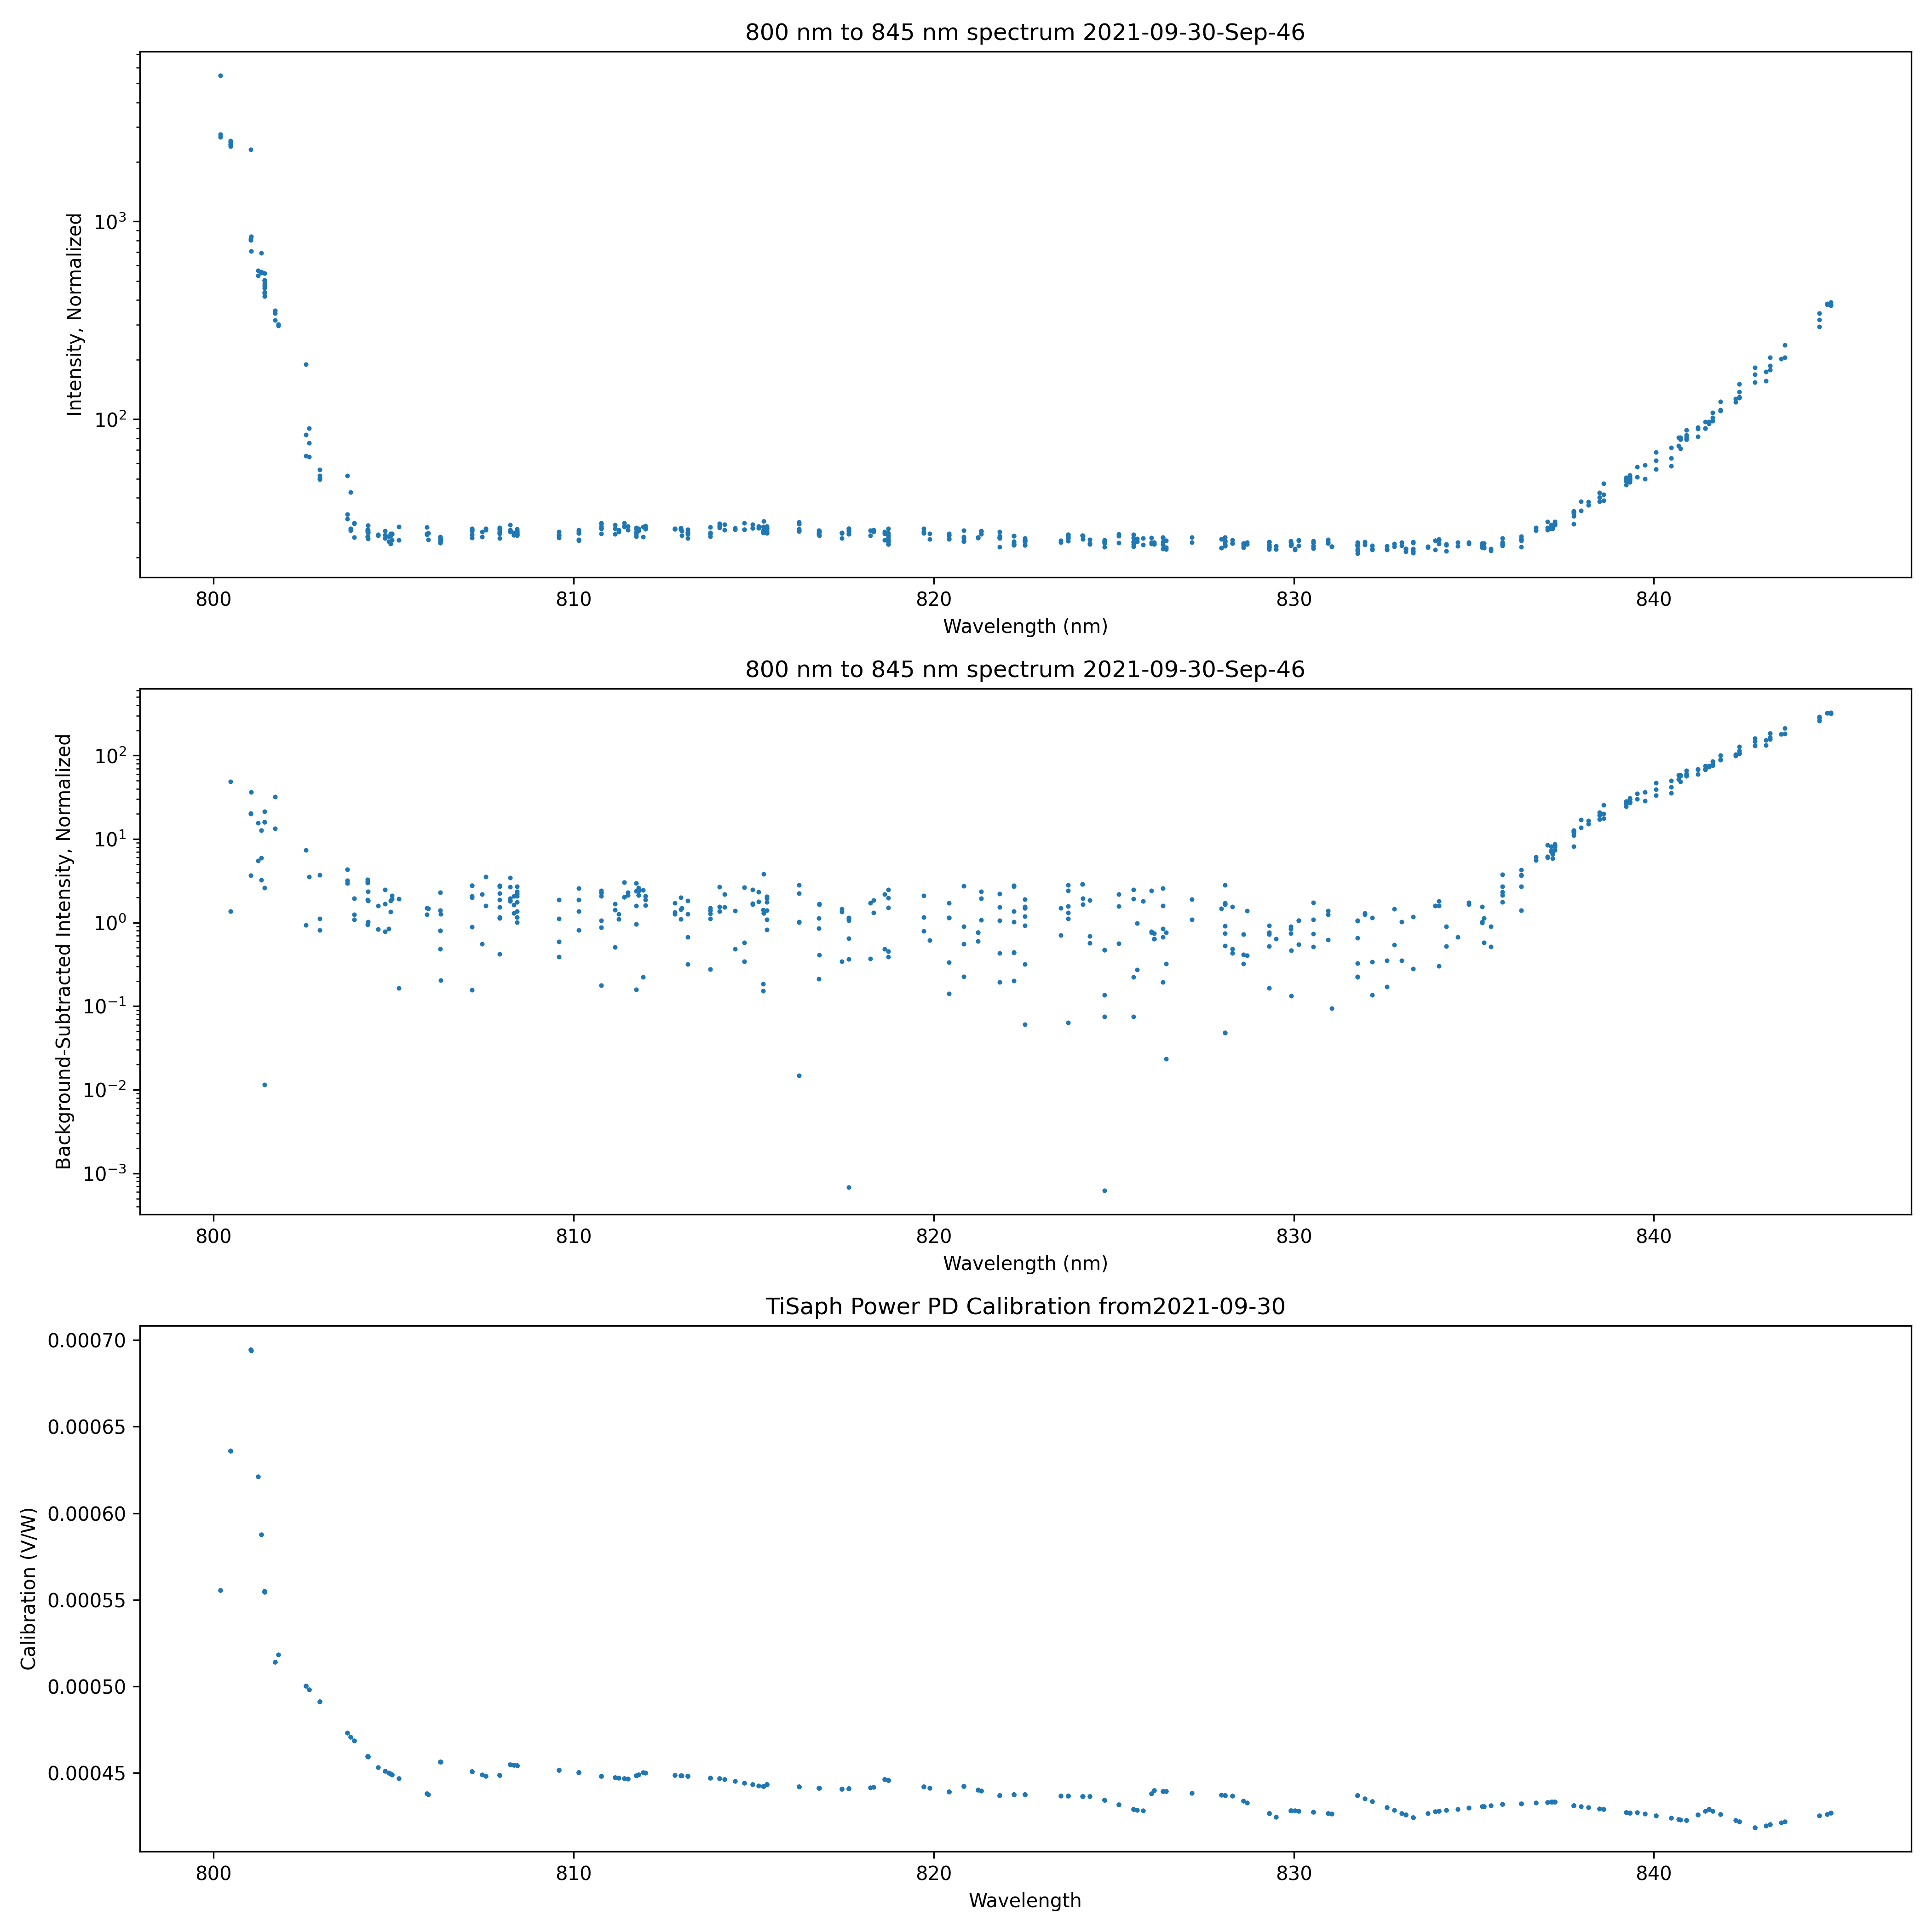 800 nm to 845 nm spectrum 2021-09-30-Sep-46
Intensity, Normalized
10³
10²
800 810 820 830 840
Wavelength (nm)
800 nm to 845 nm spectrum 2021-09-30-Sep-46
Background-Subtracted Intensity, Normalized
10²
10¹
10⁰
10⁻¹
10⁻²
10⁻³
800 810 820 830 840
Wavelength (nm)
TiSaph Power PD Calibration from2021-09-30
Calibration (V/W)
0.00070
0.00065
0.00060
0.00055
0.00050
0.00045
800 810 820 830 840
Wavelength